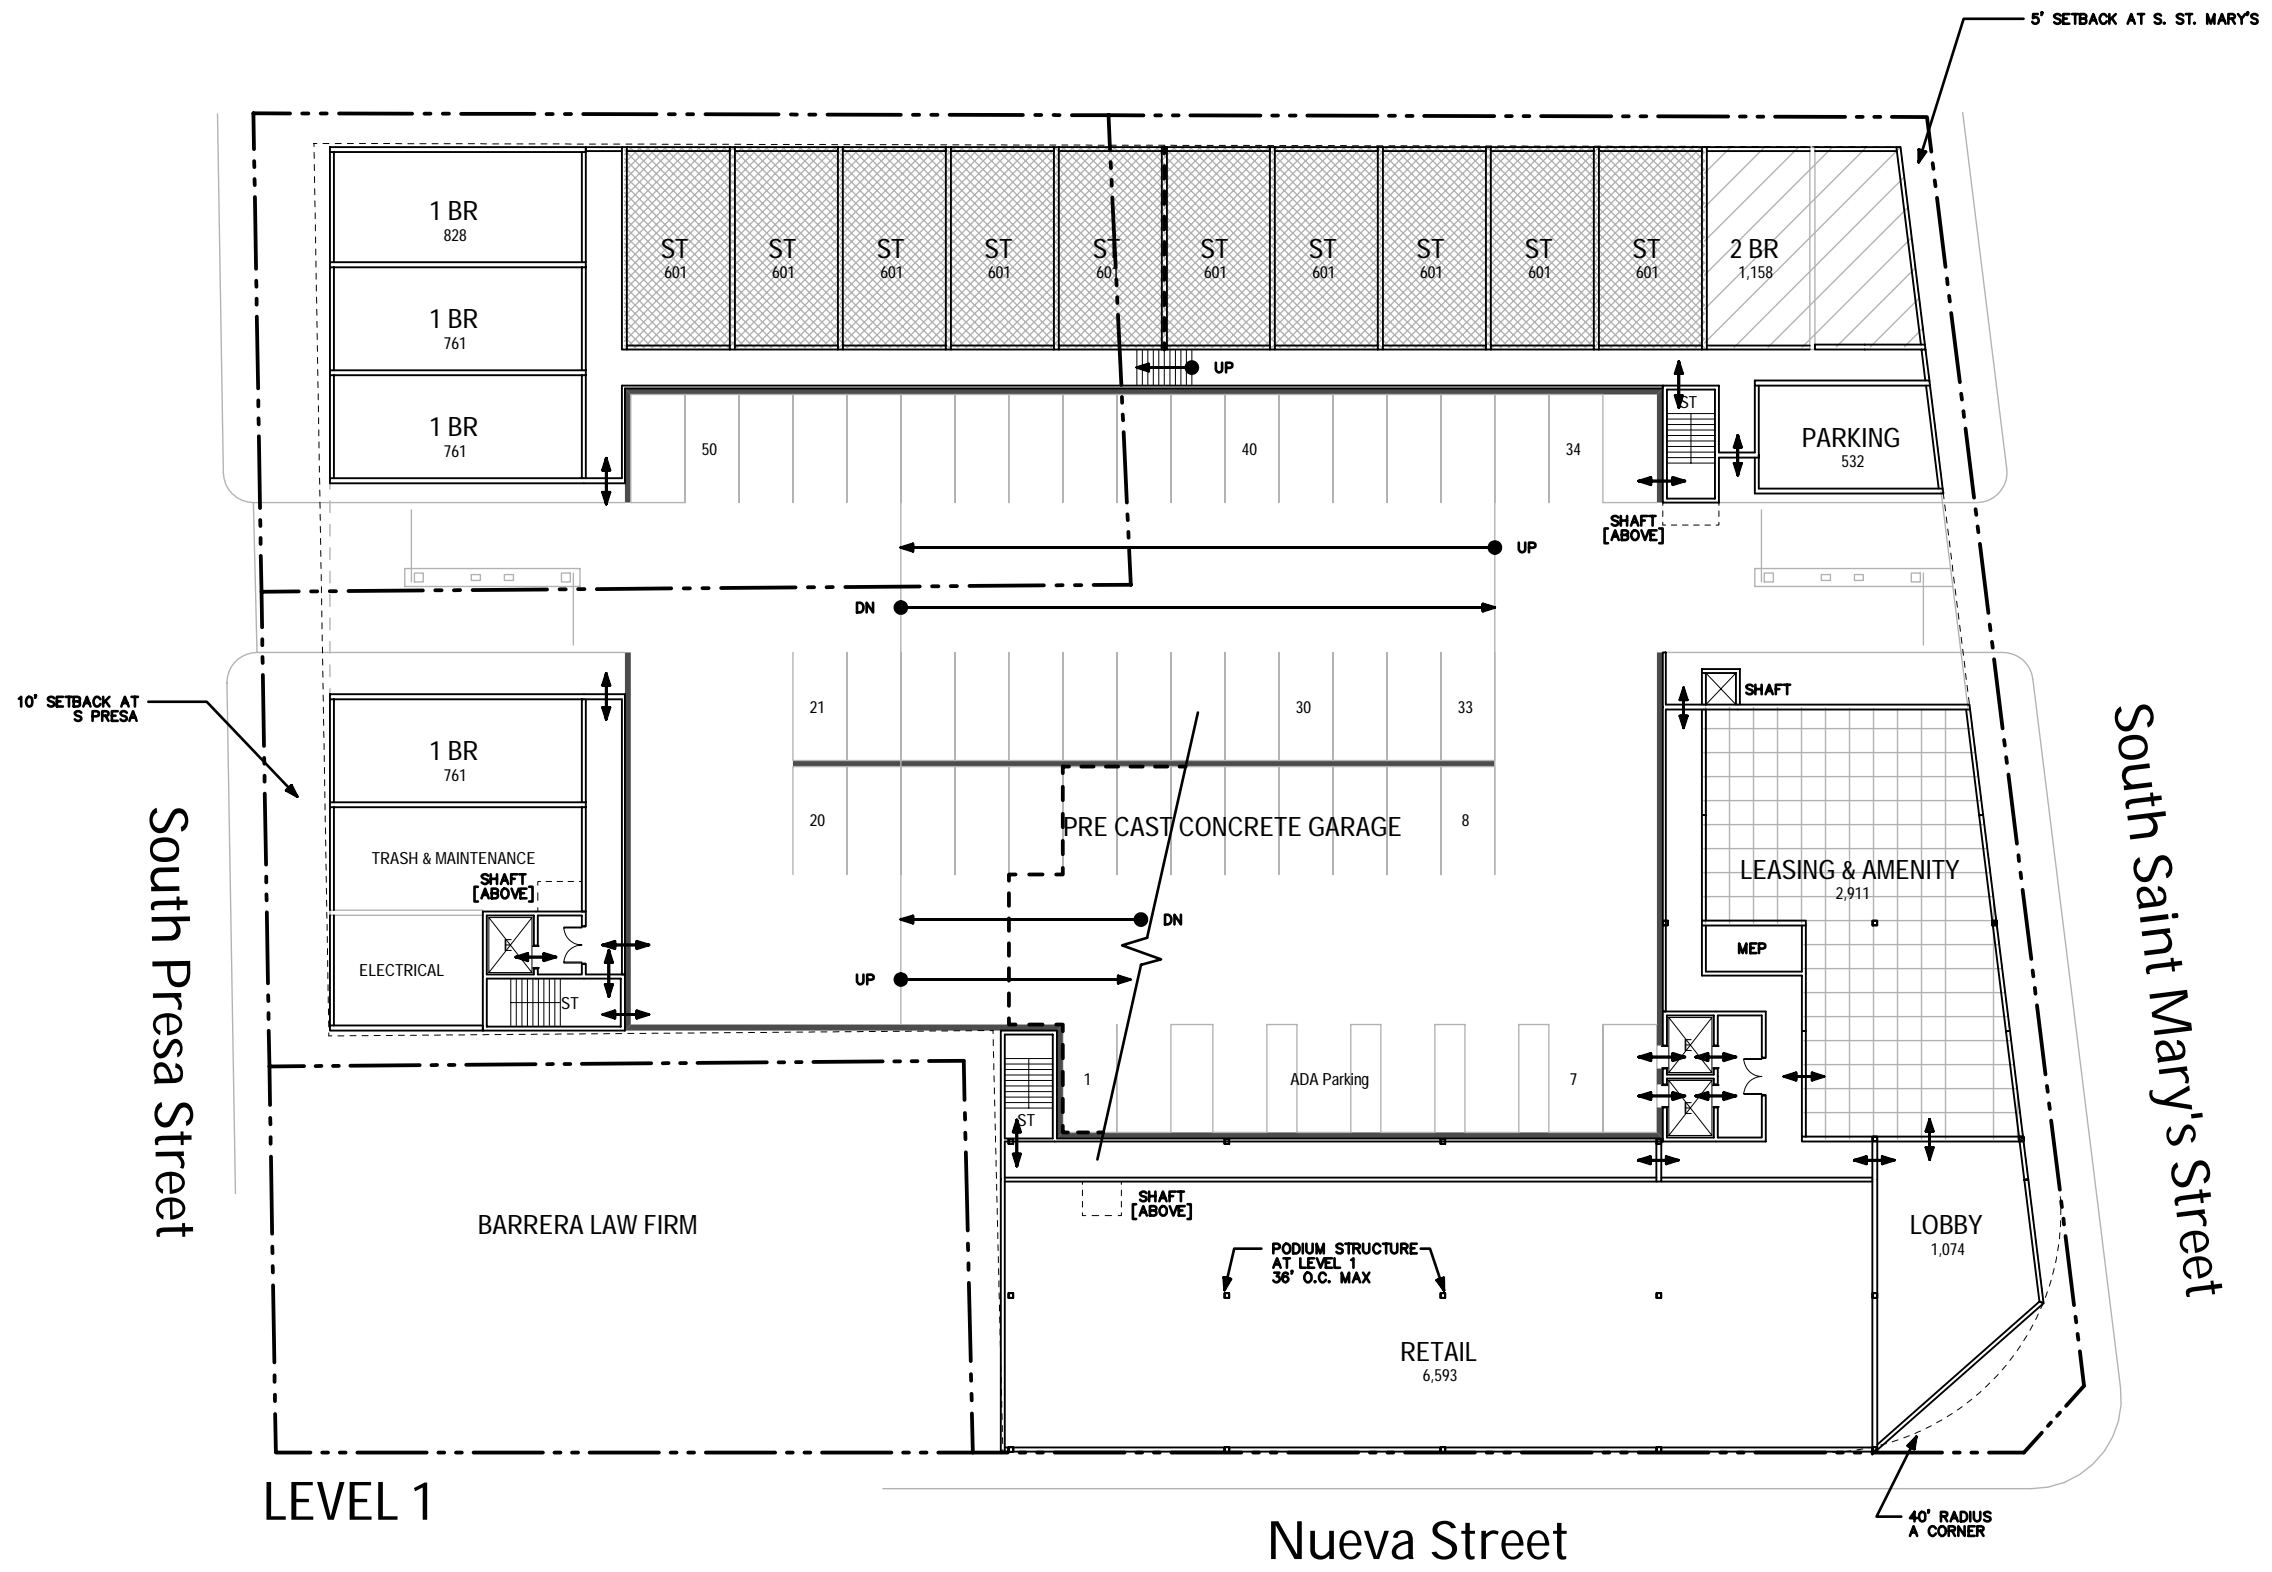 5' SETBACK AT S. ST. MARY'S
1 BR
828
1 BR
761
1 BR
761
ST
601
ST
601
ST
601
ST
601
ST
601
ST
601
ST
601
ST
601
ST
601
ST
601
2 BR
1,158
UP
ST
PARKING
532
50
40
34
SHAFT
[ABOVE]
UP
DN
10' SETBACK AT
S PRESA
21
30
33
SHAFT
1 BR
761
20
PRE CAST CONCRETE GARAGE
8
TRASH & MAINTENANCE
SHAFT
[ABOVE]
LEASING & AMENITY
2,911
DN
MEP
E
ELECTRICAL
UP
ST
E
E
1
ADA Parking
7
ST
South Presa Street
South Saint Mary's Street
SHAFT
[ABOVE]
BARRERA LAW FIRM
LOBBY
1,074
PODIUM STRUCTURE
AT LEVEL 1
36' O.C. MAX
RETAIL
6,593
LEVEL 1
Nueva Street
40' RADIUS
A CORNER